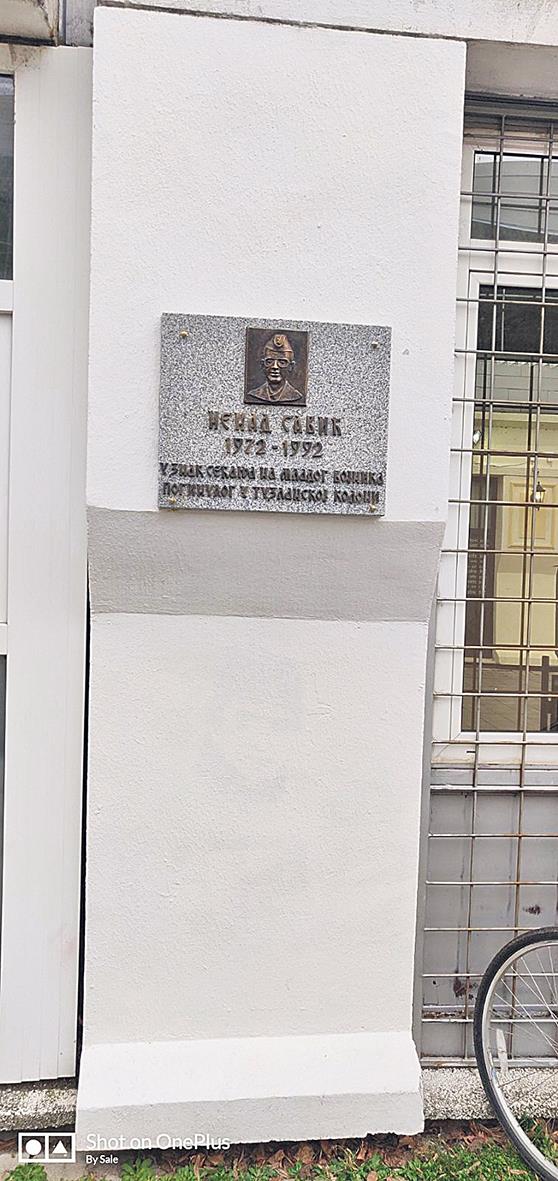 НЕНАД САВИЋ
1972-1992
У ЗНАК СЕЋАЊА НА МЛАДОГ ВОЈНИКА
ПОГИНУЛОГ У ТУЗЛАНСКОЈ КОЛОНИ
Shot on OnePlus
By Sale